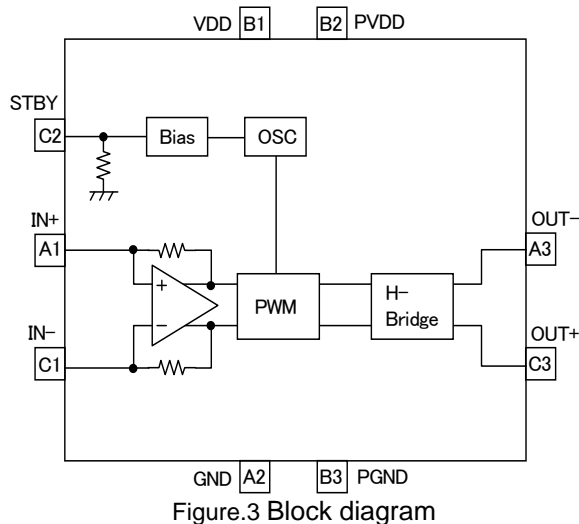 VDD B1 B2 PVDD
STBY
C2 Bias OSC
IN+ OUT-
A1 A3
+
PWM H-
Bridge
-
IN- OUT+
C1 C3
GND A2 B3 PGND
Figure.3 Block diagram